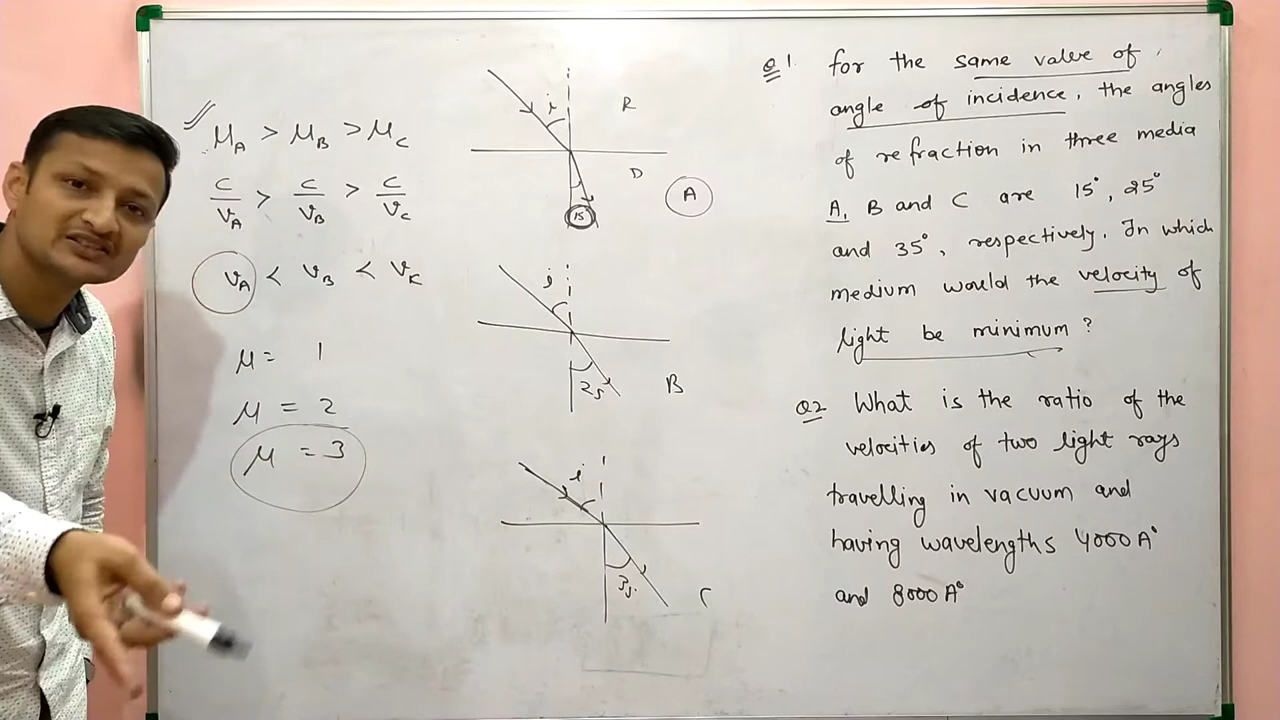 μA > μB > μC
C/VA > C/VB > C/VC
VA < VB < VC
μ = 1
μ = 2
μ = 3
i
R
D
15
A
i
25
B
i
35
C
Q1. for the same value of
angle of incidence, the angles
of refraction in three media
A, B and C are 15°, 25°
and 35°, respectively. In which
medium would the velocity of
light be minimum?
Q2 What is the ratio of the
velocities of two light rays
travelling in vacuum and
having wavelengths 4000 A°
and 8000 A°